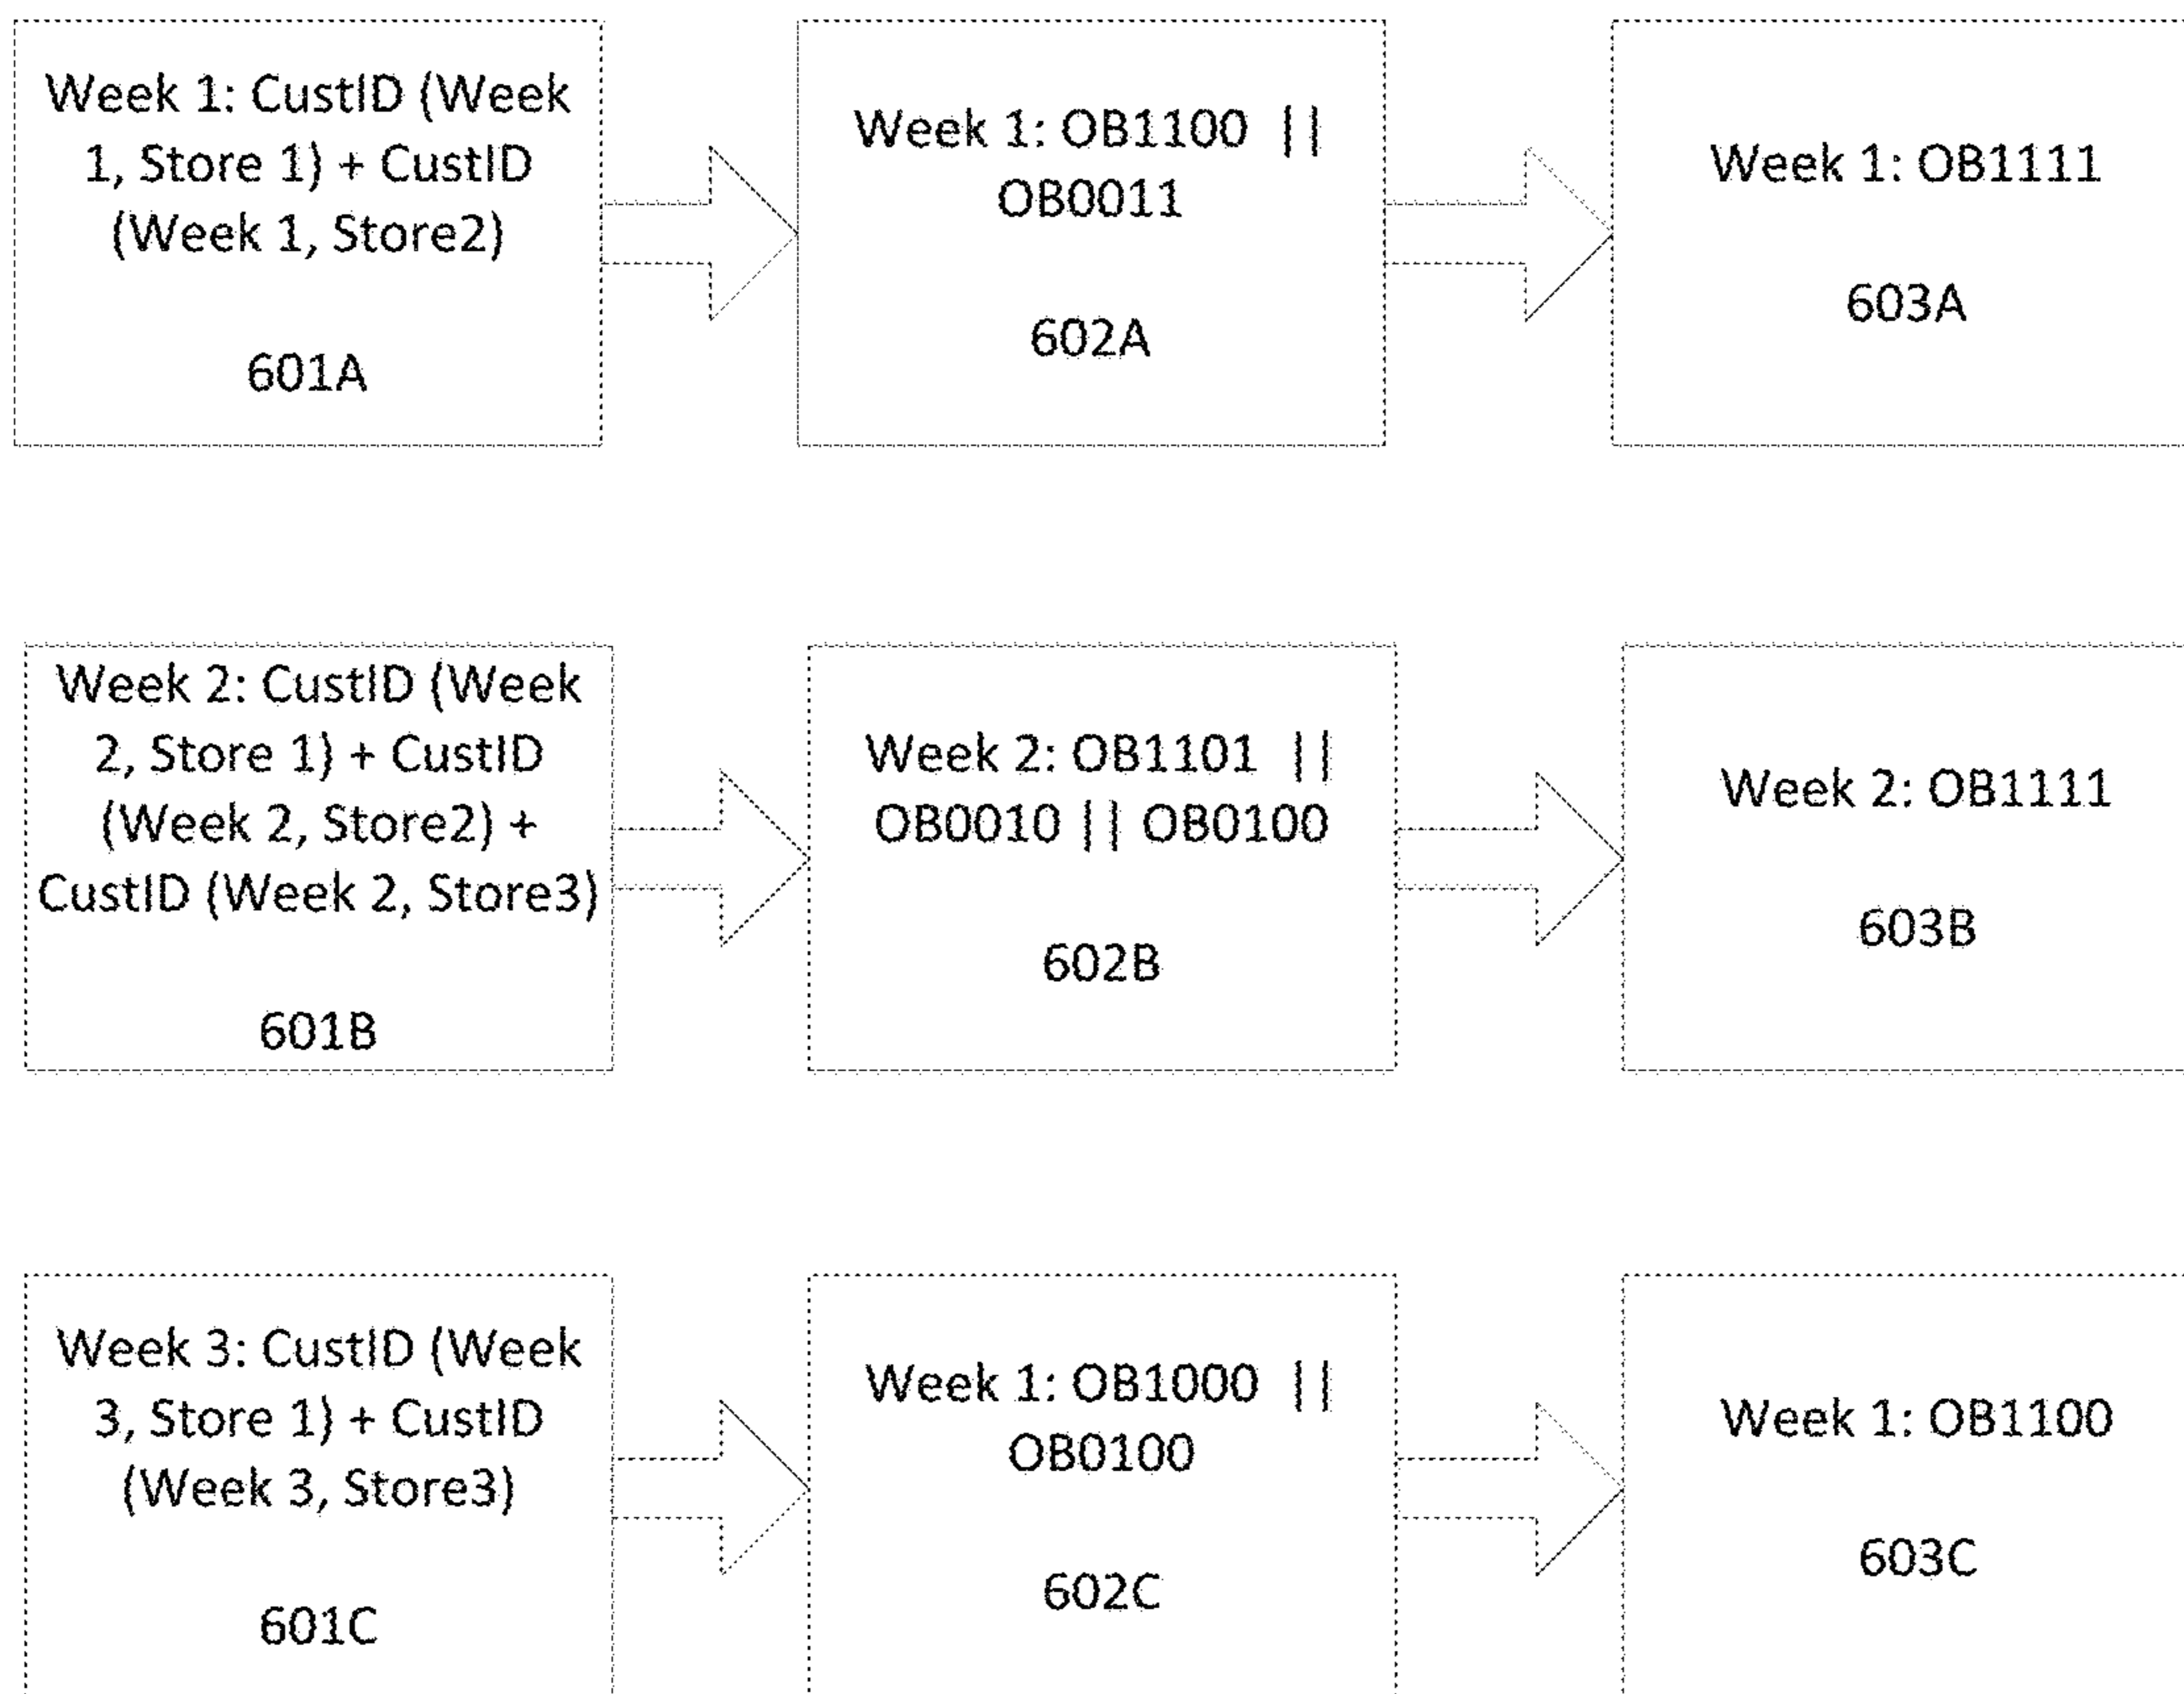 Week 1: CustID (Week
1, Store 1) + CustID
(Week 1, Store2)
601A
Week 1: OB1100 ||
OB0011
602A
Week 1: OB1111
603A
Week 2: CustID (Week
2, Store 1) + CustID
(Week 2, Store2) +
CustID (Week 2, Store3)
601B
Week 2: OB1101 ||
OB0010 || OB0100
602B
Week 2: OB1111
603B
Week 3: CustID (Week
3, Store 1) + CustID
(Week 3, Store3)
601C
Week 1: OB1000 ||
OB0100
602C
Week 1: OB1100
603C